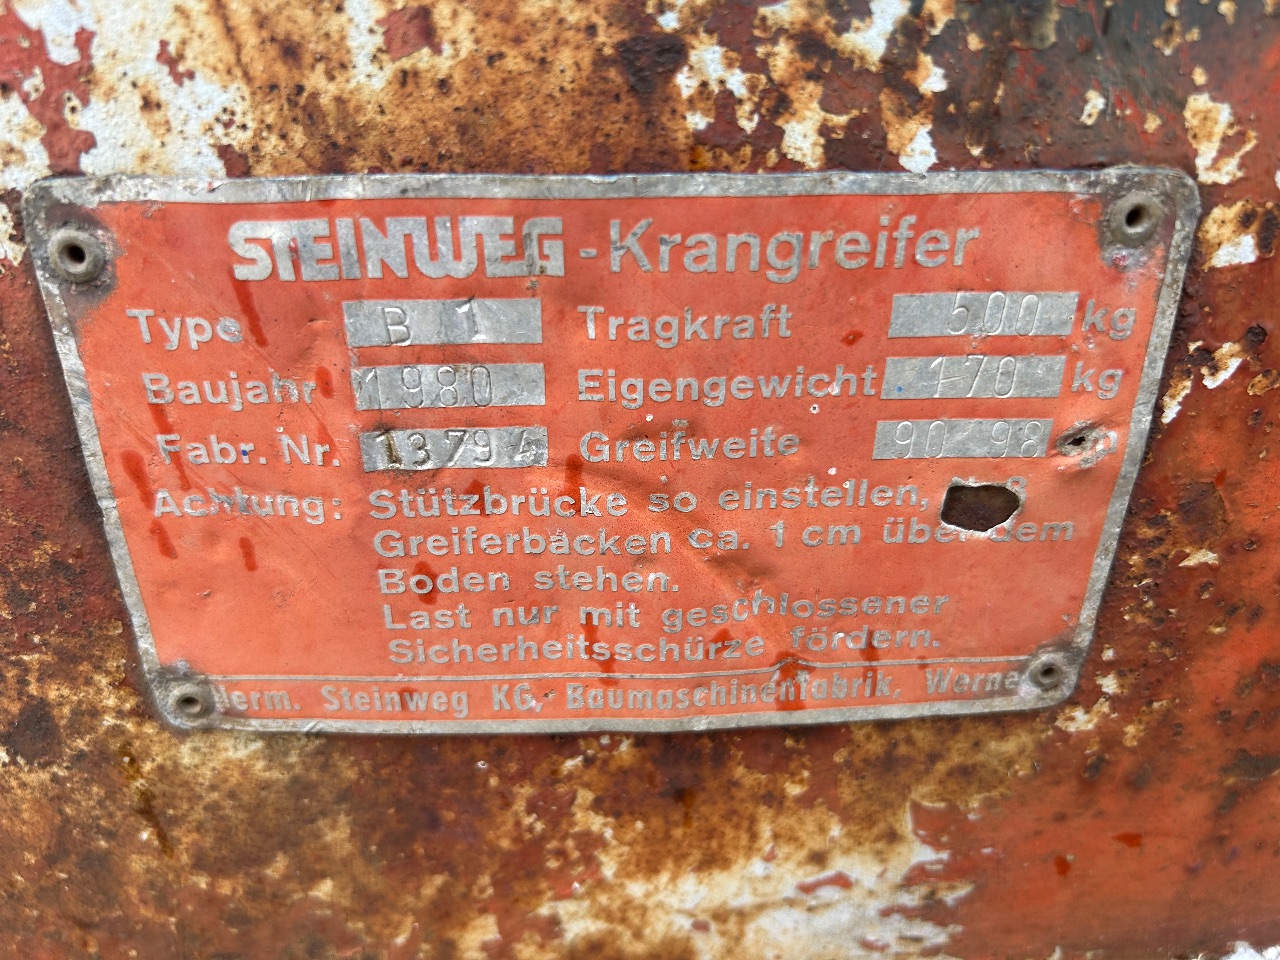 STEINWEG-Krangreifer
Type B 1 Tragkraft 500 kg
Baujahr 1980 Eigengewicht 170 kg
Fabr. Nr. 13794 Greifweite 90-98
Achtung: Stützbrücke so einstellen,
Greiferbacken ca. 1 cm über dem
Boden stehen.
Last nur mit geschlossener
Sicherheitsschürze fördern.
Herm. Steinweg KG, Baumaschinenfabrik, Werne